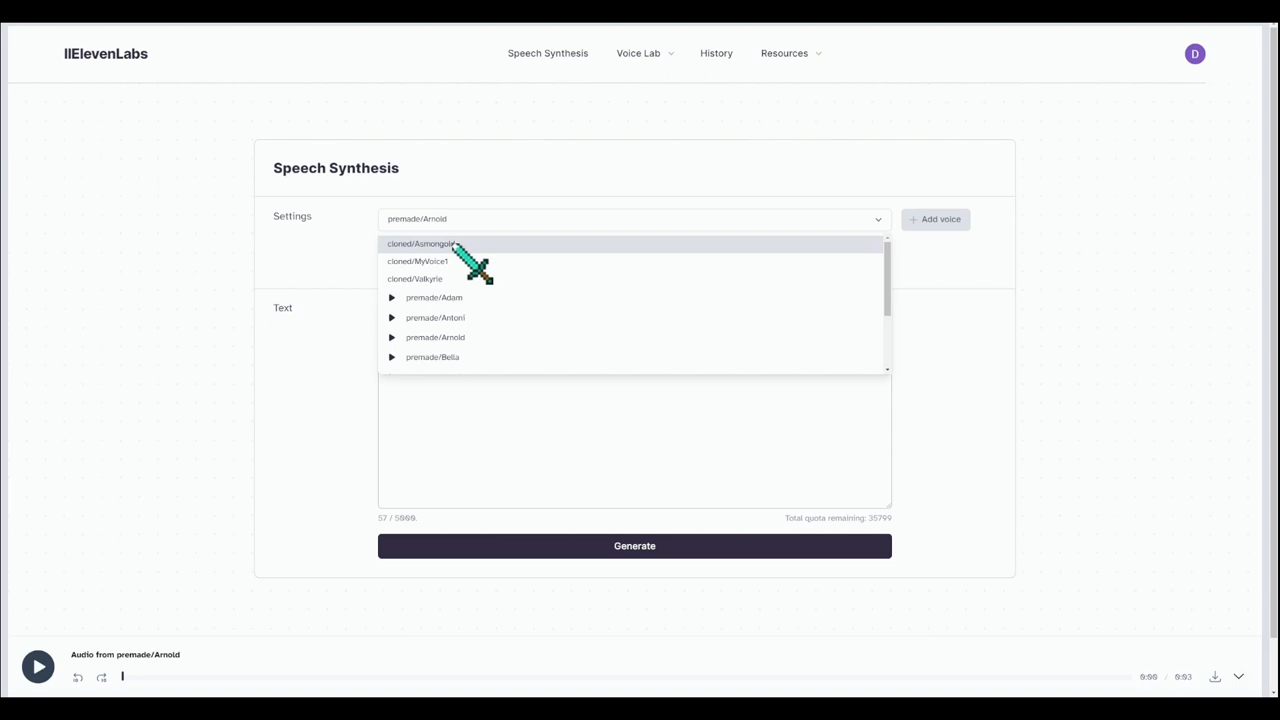 IIElevenLabs
Speech Synthesis
Voice Lab
History
Resources
D
Speech Synthesis
Settings
premade/Arnold
+ Add voice
cloned/Asmongold
cloned/MyVoice1
cloned/Valkyrie
premade/Adam
premade/Antoni
premade/Arnold
premade/Bella
Text
57 / 5000.
Total quota remaining: 35799
Generate
Audio from premade/Arnold
10
10
0:00 / 0:03